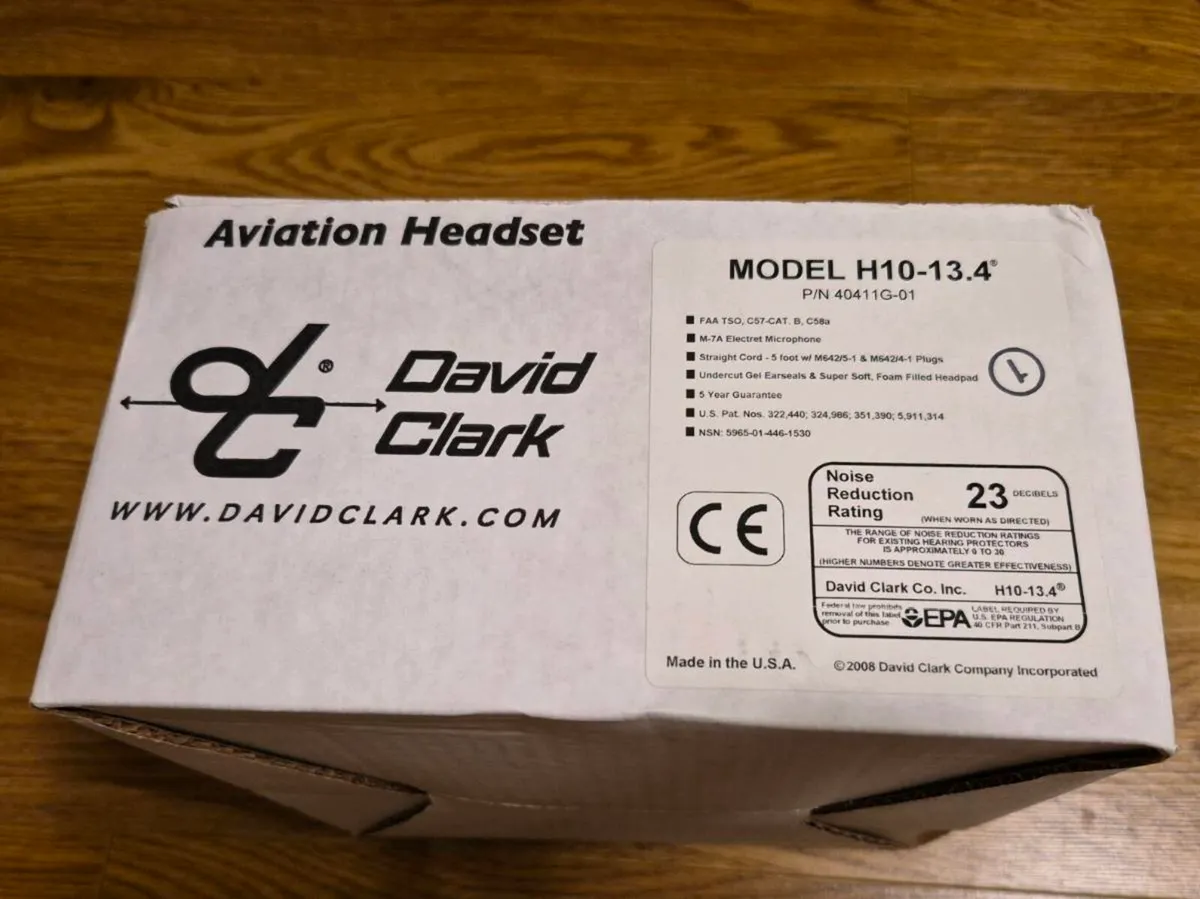 Aviation Headset
®
David
Clark
WWW.DAVIDCLARK.COM
MODEL H10-13.4®
P/N 40411G-01
FAA TSO, C57-CAT. B, C58a
M-7A Electret Microphone
Straight Cord - 5 foot w/ M642/5-1 & M642/4-1 Plugs
Undercut Gel Earseals & Super Soft, Foam Filled Headpad
5 Year Guarantee
U.S. Pat. Nos. 322,440; 324,986; 351,390; 5,911,314
NSN: 5965-01-446-1530
1
CE
Noise
Reduction
Rating
23 DECIBELS
(WHEN WORN AS DIRECTED)
THE RANGE OF NOISE REDUCTION RATINGS
FOR EXISTING HEARING PROTECTORS
IS APPROXIMATELY 0 TO 30
(HIGHER NUMBERS DENOTE GREATER EFFECTIVENESS)
David Clark Co. Inc. H10-13.4®
Federal law prohibits
removal of this label
prior to purchase
EPA
LABEL REQUIRED BY
U.S. EPA REGULATION
40 CFR Part 211, Subpart B
Made in the U.S.A. ©2008 David Clark Company Incorporated